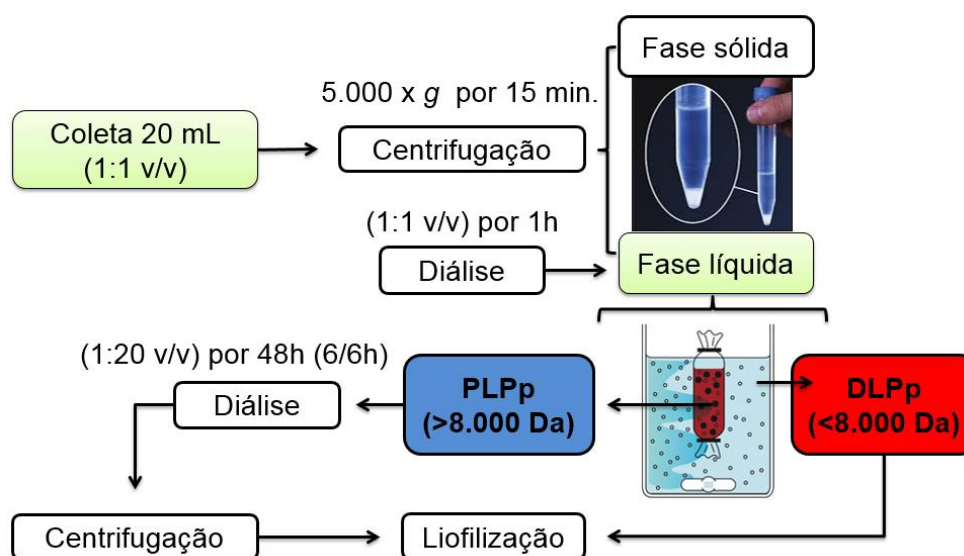 Fase sólida
5.000 x g por 15 min.
Coleta 20 mL
(1:1 v/v)
Centrifugação
(1:1 v/v) por 1h
Diálise
Fase líquida
(1:20 v/v) por 48h (6/6h)
Diálise
PLPp
(>8.000 Da)
DLPp
(<8.000 Da)
Centrifugação
Liofilização